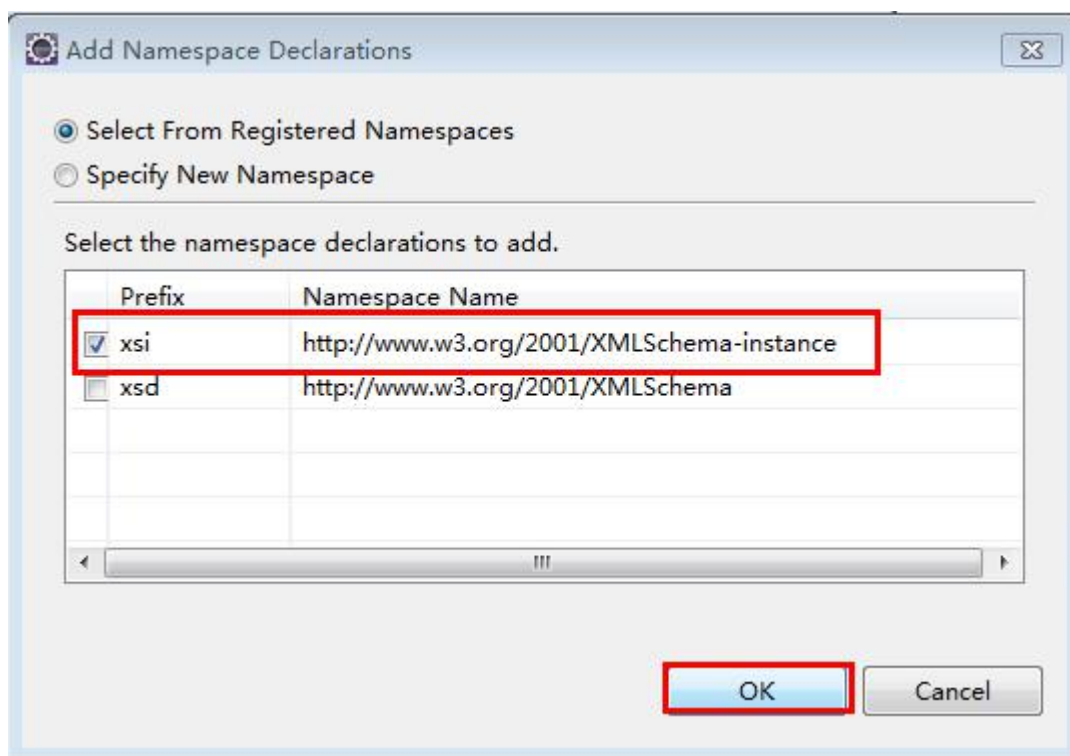 Add Namespace Declarations
Select From Registered Namespaces
Specify New Namespace
Select the namespace declarations to add.
Prefix Namespace Name
xsi http://www.w3.org/2001/XMLSchema-instance
xsd http://www.w3.org/2001/XMLSchema
OK Cancel